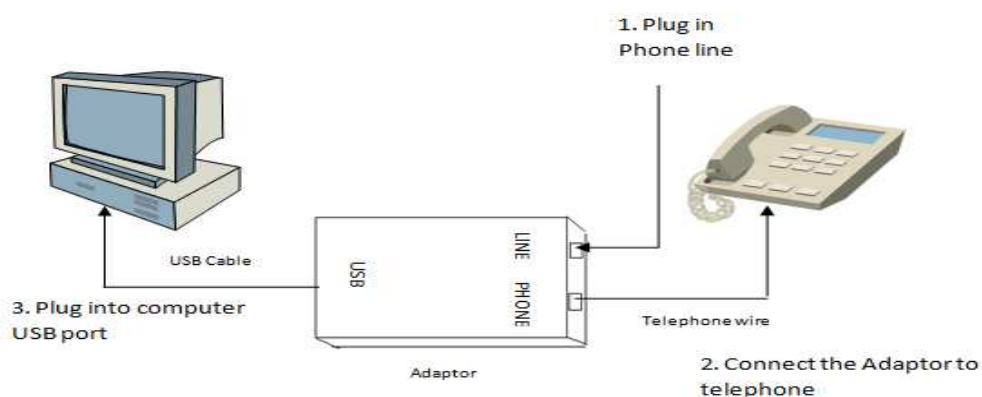 1. Plug in
Phone line
USB Cable
USB
LINE
PHONE
3. Plug into computer
USB port
Telephone wire
Adaptor
2. Connect the Adaptor to
telephone